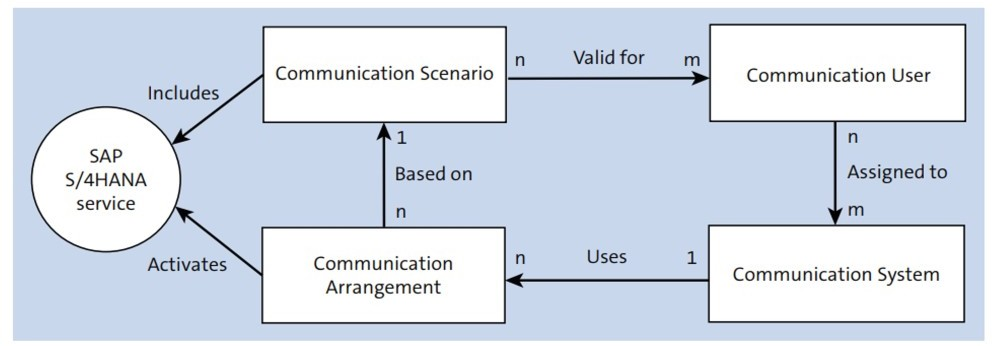 Communication Scenario
n
Valid for
m
Communication User
Includes
SAP
S/4HANA
service
1
Based on
n
n
Assigned to
m
Activates
Communication
Arrangement
n
Uses
1
Communication System